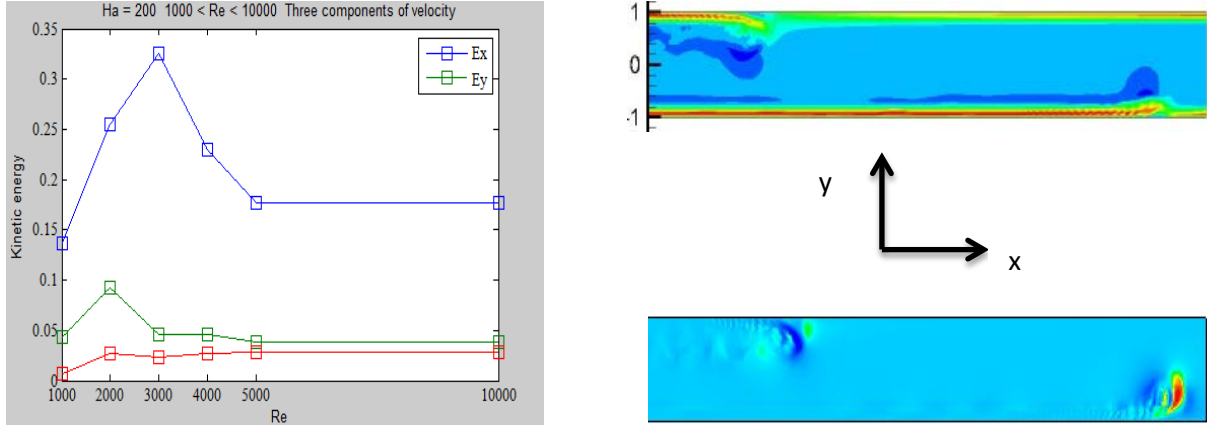 Ha = 200 1000 < Re < 10000 Three components of velocity
0.35
0.3
0.25
0.2
0.15
0.1
0.05
0
Kinetic energy
Ex
Ey
1000 2000 3000 4000 5000 10000
Re
1
0
-1
y
x